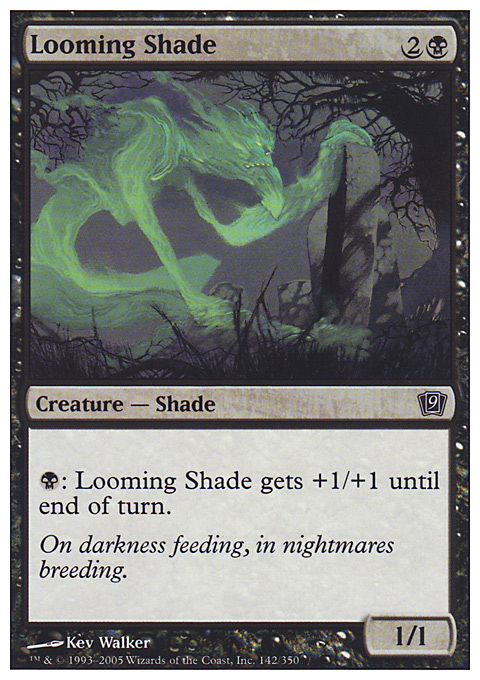 Looming Shade 2
Creature — Shade
9
: Looming Shade gets +1/+1 until
end of turn.
On darkness feeding, in nightmares
breeding.
Kev Walker
1/1
™ & © 1993–2005 Wizards of the Coast, Inc. 142/350